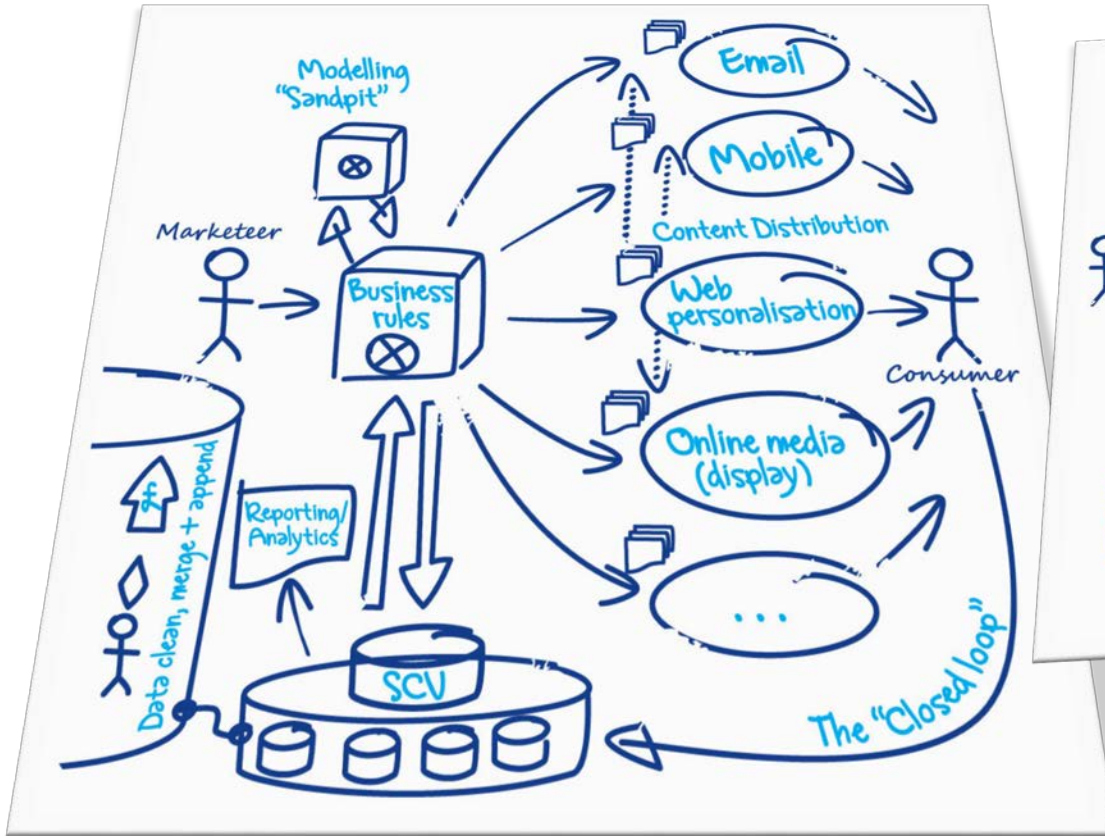 Modelling
"Sandpit"
Email
Mobile
Marketeer
Content Distribution
Business
rules
Web
personalisation
Consumer
Online media
(display)
Data clean, merge + append
Reporting/
Analytics
...
SCV
The "Closed loop"